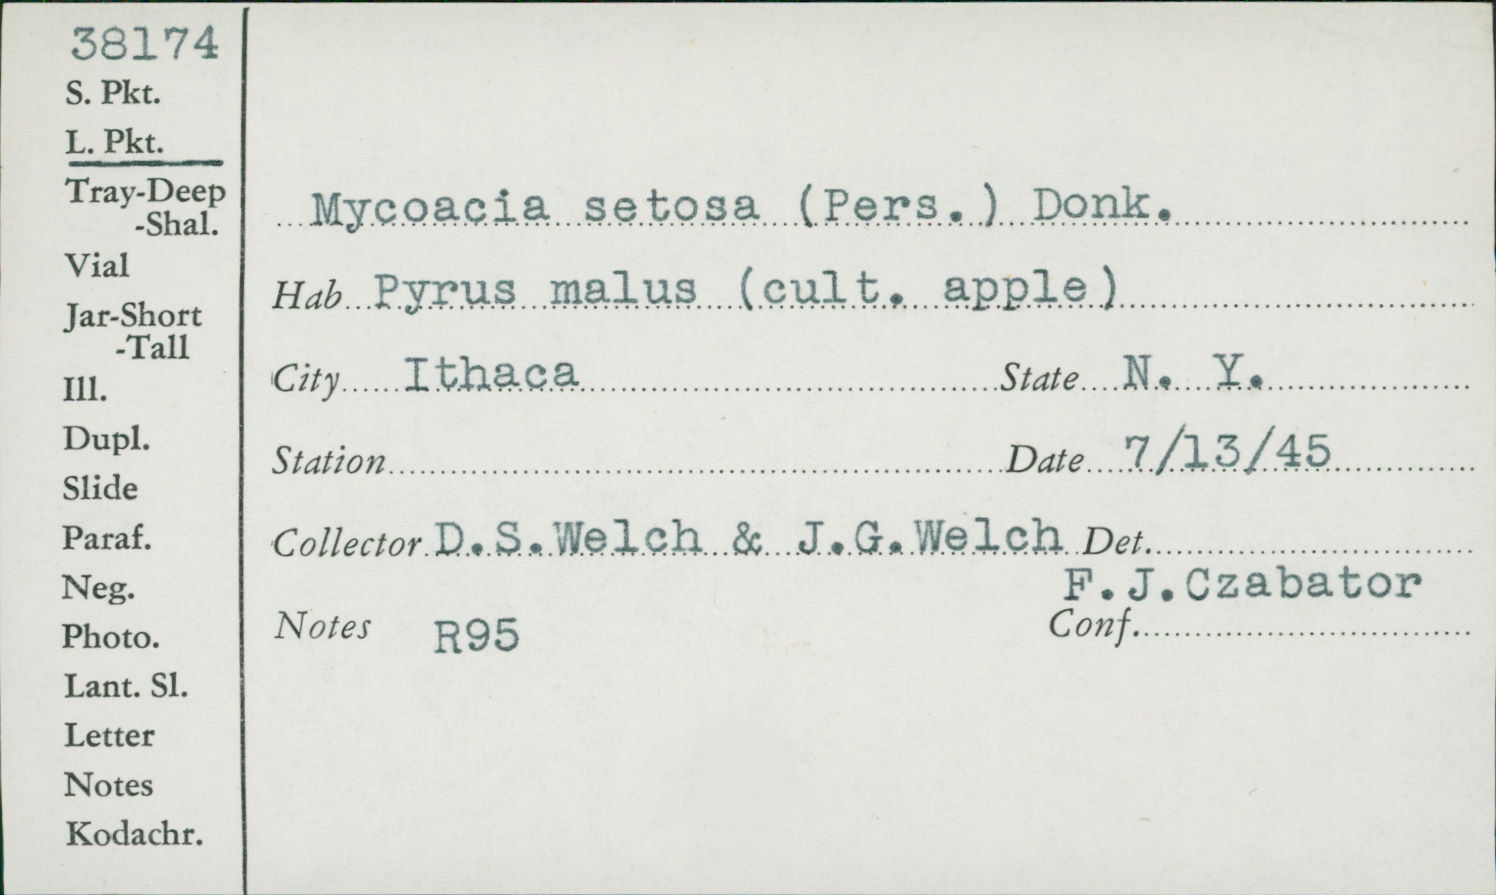 38174
S. Pkt.
L. Pkt.
Tray-Deep
-Shal.
Vial
Jar-Short
-Tall
Ill.
Dupl.
Slide
Paraf.
Neg.
Photo.
Lant. Sl.
Letter
Notes
Kodachr.
Mycoacia setosa (Pers.) Donk.
Hab Pyrus malus (cult. apple)
City Ithaca State N. Y.
Station Date 7/13/45
Collector D.S.Welch & J.G.Welch Det.
F.J.Czabator
Notes R95 Conf.